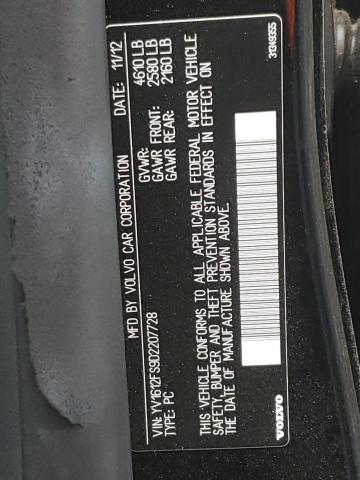 MFD BY VOLVO CAR CORPORATION DATE: 11/12
GVWR: 4610 LB
GAWR FRONT: 2580 LB
GAWR REAR: 2160 LB
VIN: YV1612FS9D2207728
TYPE: PC
THIS VEHICLE CONFORMS TO ALL APPLICABLE FEDERAL MOTOR VEHICLE
SAFETY, BUMPER AND THEFT PREVENTION STANDARDS IN EFFECT ON
THE DATE OF MANUFACTURE SHOWN ABOVE.
VOLVO
31349355